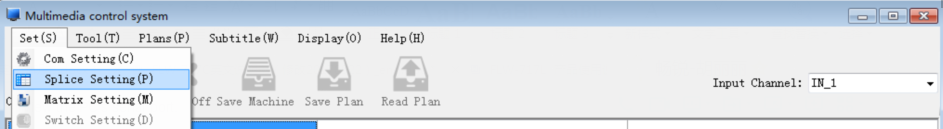 Multimedia control system
Set(S) Tool(T) Plans(P) Subtitle(W) Display(O) Help(H)
Com Setting(C)
Splice Setting(P)
Input Channel: IN_1
Matrix Setting(M)
Off Save Machine Save Plan Read Plan
Switch Setting(D)